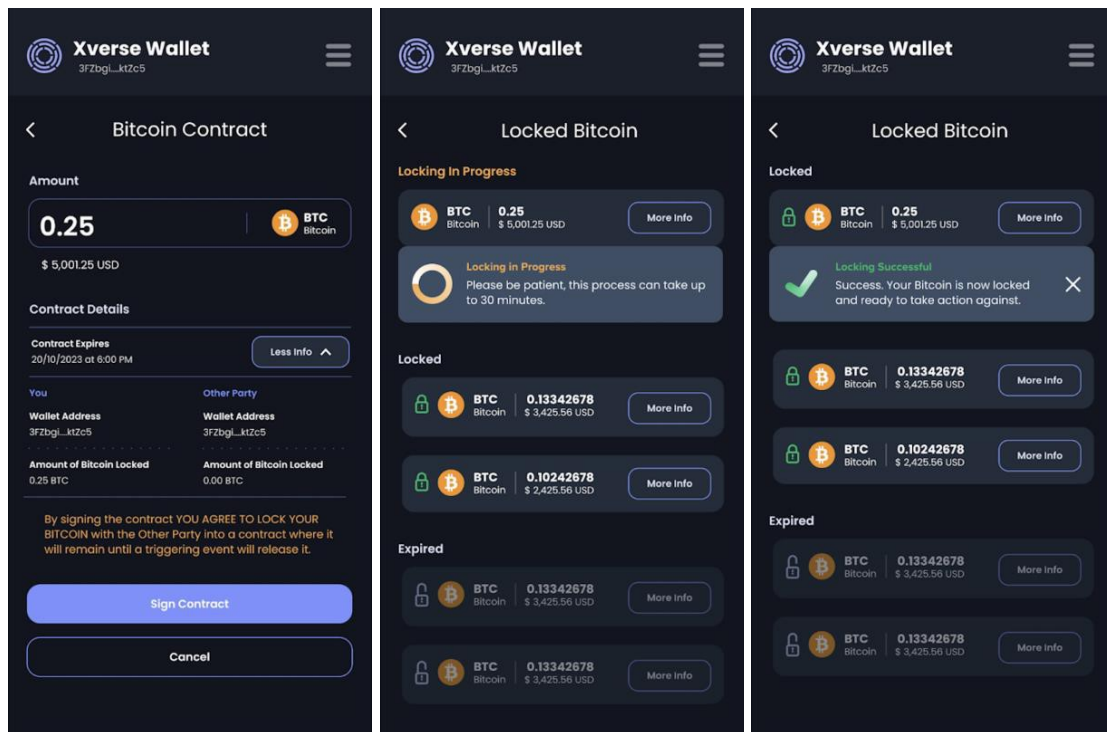 Xverse Wallet
3FZbgi...ktZc5
Bitcoin Contract
Amount
0.25
BTC
Bitcoin
$ 5,001.25 USD
Contract Details
Contract Expires
20/10/2023 at 6:00 PM
Less Info
You
Other Party
Wallet Address
Wallet Address
3FZbgi...ktZc5
3FZbgi...ktZc5
Amount of Bitcoin Locked
Amount of Bitcoin Locked
0.25 BTC
0.00 BTC
By signing the contract YOU AGREE TO LOCK YOUR
BITCOIN with the Other Party into a contract where it
will remain until a triggering event will release it.
Sign Contract
Cancel
Xverse Wallet
3FZbgi...ktZc5
Locked Bitcoin
Locking In Progress
BTC 0.25
Bitcoin $ 5,001.25 USD
More Info
Locking in Progress
Please be patient, this process can take up
to 30 minutes.
Locked
BTC 0.13342678
Bitcoin $ 3,425.56 USD
More Info
BTC 0.10242678
Bitcoin $ 2,425.56 USD
More Info
Expired
BTC 0.13342678
Bitcoin $ 3,425.56 USD
More Info
BTC 0.13342678
Bitcoin $ 3,425.56 USD
More Info
Xverse Wallet
3FZbgi...ktZc5
Locked Bitcoin
Locked
BTC 0.25
Bitcoin $ 5,001.25 USD
More Info
Locking Successful
Success. Your Bitcoin is now locked
and ready to take action against.
BTC 0.13342678
Bitcoin $ 3,425.56 USD
More Info
BTC 0.10242678
Bitcoin $ 2,425.56 USD
More Info
Expired
BTC 0.13342678
Bitcoin $ 3,425.56 USD
More Info
BTC 0.13342678
Bitcoin $ 3,425.56 USD
More Info